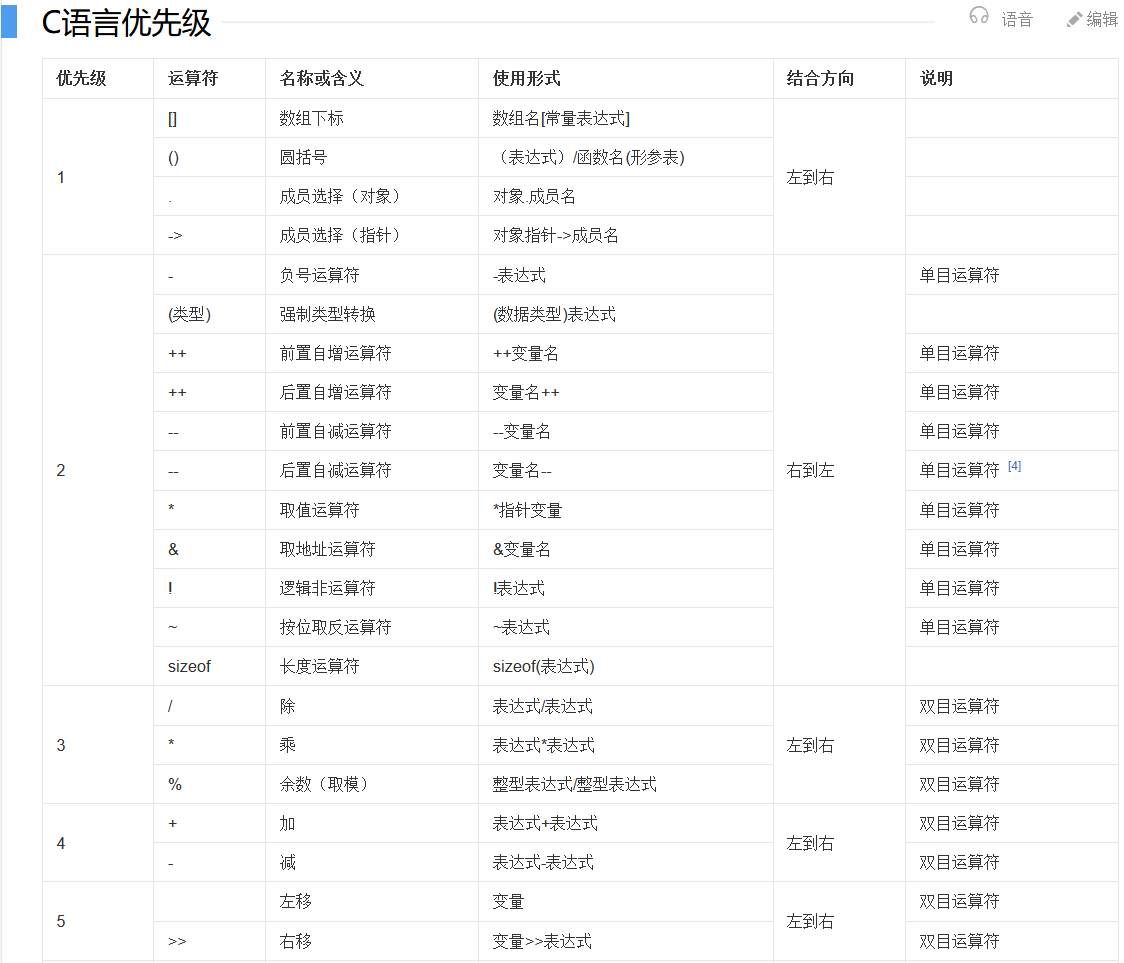 C语言优先级
语音
编辑
优先级 运算符 名称或含义 使用形式 结合方向 说明
1 [] 数组下标 数组名[常量表达式] 左到右
() 圆括号 （表达式）/函数名(形参表)
. 成员选择（对象） 对象.成员名
-> 成员选择（指针） 对象指针->成员名
2 - 负号运算符 -表达式 右到左 单目运算符
(类型) 强制类型转换 (数据类型)表达式
++ 前置自增运算符 ++变量名 单目运算符
++ 后置自增运算符 变量名++ 单目运算符
-- 前置自减运算符 --变量名 单目运算符
-- 后置自减运算符 变量名-- 单目运算符 [4]
* 取值运算符 *指针变量 单目运算符
& 取地址运算符 &变量名 单目运算符
! 逻辑非运算符 !表达式 单目运算符
~ 按位取反运算符 ~表达式 单目运算符
sizeof 长度运算符 sizeof(表达式)
3 / 除 表达式/表达式 左到右 双目运算符
* 乘 表达式*表达式 双目运算符
% 余数（取模） 整型表达式/整型表达式 双目运算符
4 + 加 表达式+表达式 左到右 双目运算符
- 减 表达式-表达式 双目运算符
5 左移 变量 左到右 双目运算符
>> 右移 变量>>表达式 双目运算符